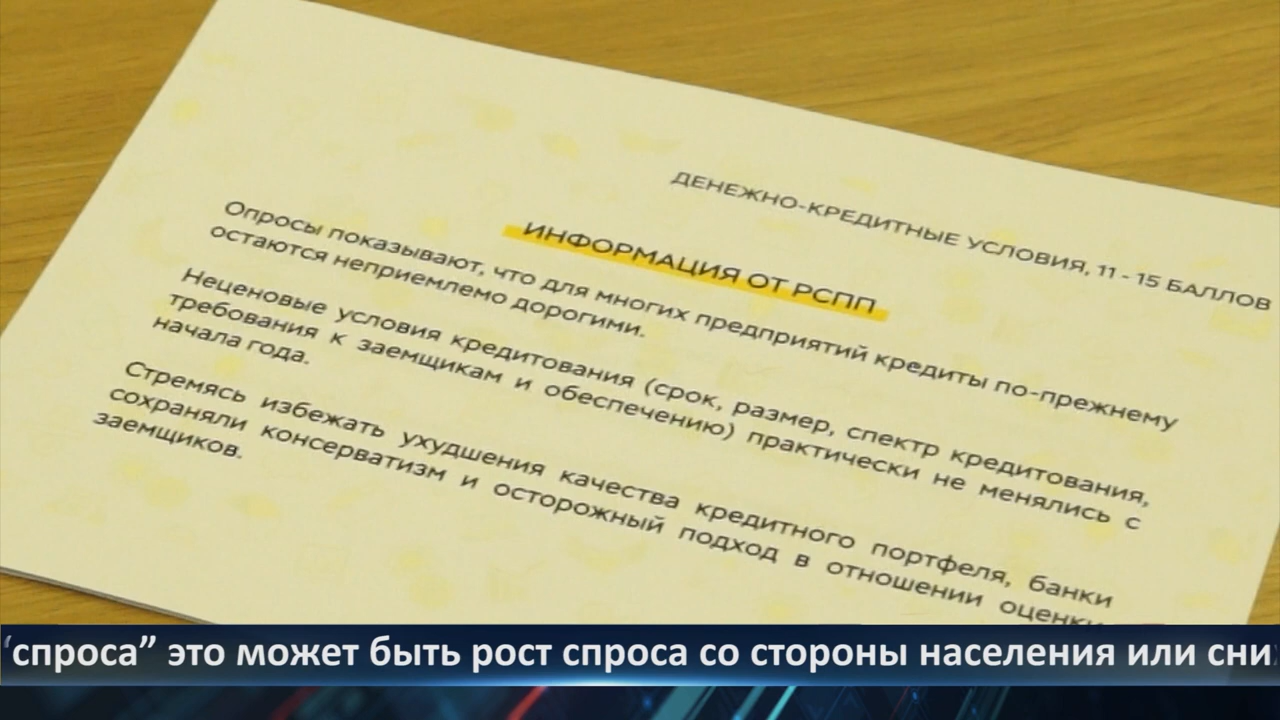 ДЕНЕЖНО-КРЕДИТНЫЕ УСЛОВИЯ, 11 - 15 БАЛЛОВ
ИНФОРМАЦИЯ ОТ РСПП
Опросы показывают, что для многих предприятий кредиты по-прежнему
остаются неприемлемо дорогими.
Неценовые условия кредитования (срок, размер, спектр кредитования,
требования к заемщикам и обеспечению) практически не менялись с
начала года.
Стремясь избежать ухудшения качества кредитного портфеля, банки
сохраняли консерватизм и осторожный подход в отношении оценки
заемщиков.
“спроса” это может быть рост спроса со стороны населения или сни